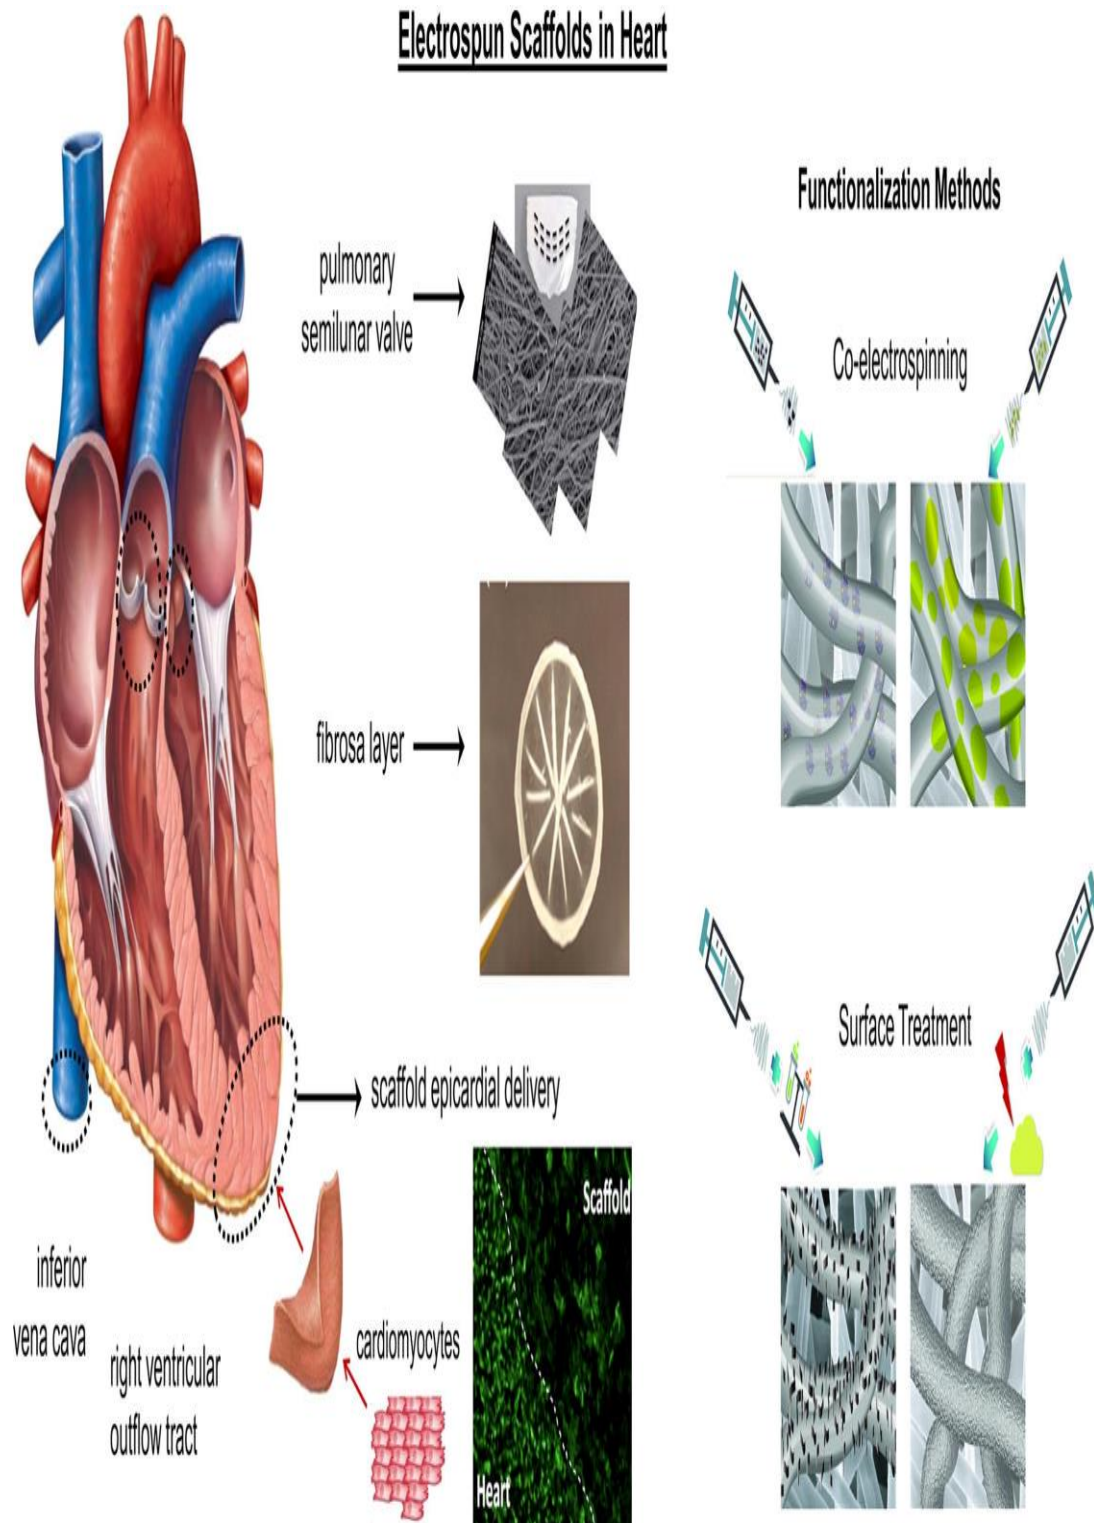 Electrospun Scaffolds in Heart
Functionalization Methods
pulmonary
semilunar valve
Co-electrospinning
fibrosa layer
Surface Treatment
scaffold epicardial delivery
Scaffold
Heart
inferior
vena cava
cardiomyocytes
right ventricular
outflow tract